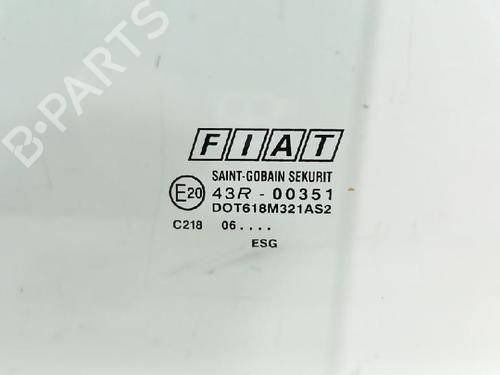 B-PARTS
FIAT
SAINT-GOBAIN SEKURIT
E20 43R - 00351
DOT618M321AS2
C218 06....
ESG